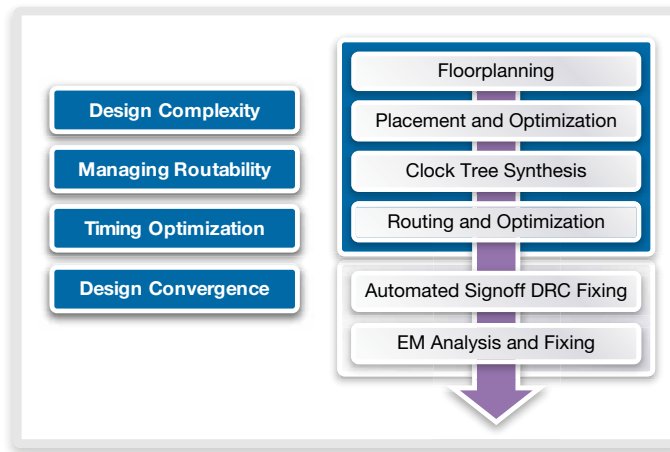 Design Complexity
Managing Routability
Timing Optimization
Design Convergence
Floorplanning
Placement and Optimization
Clock Tree Synthesis
Routing and Optimization
Automated Signoff DRC Fixing
EM Analysis and Fixing